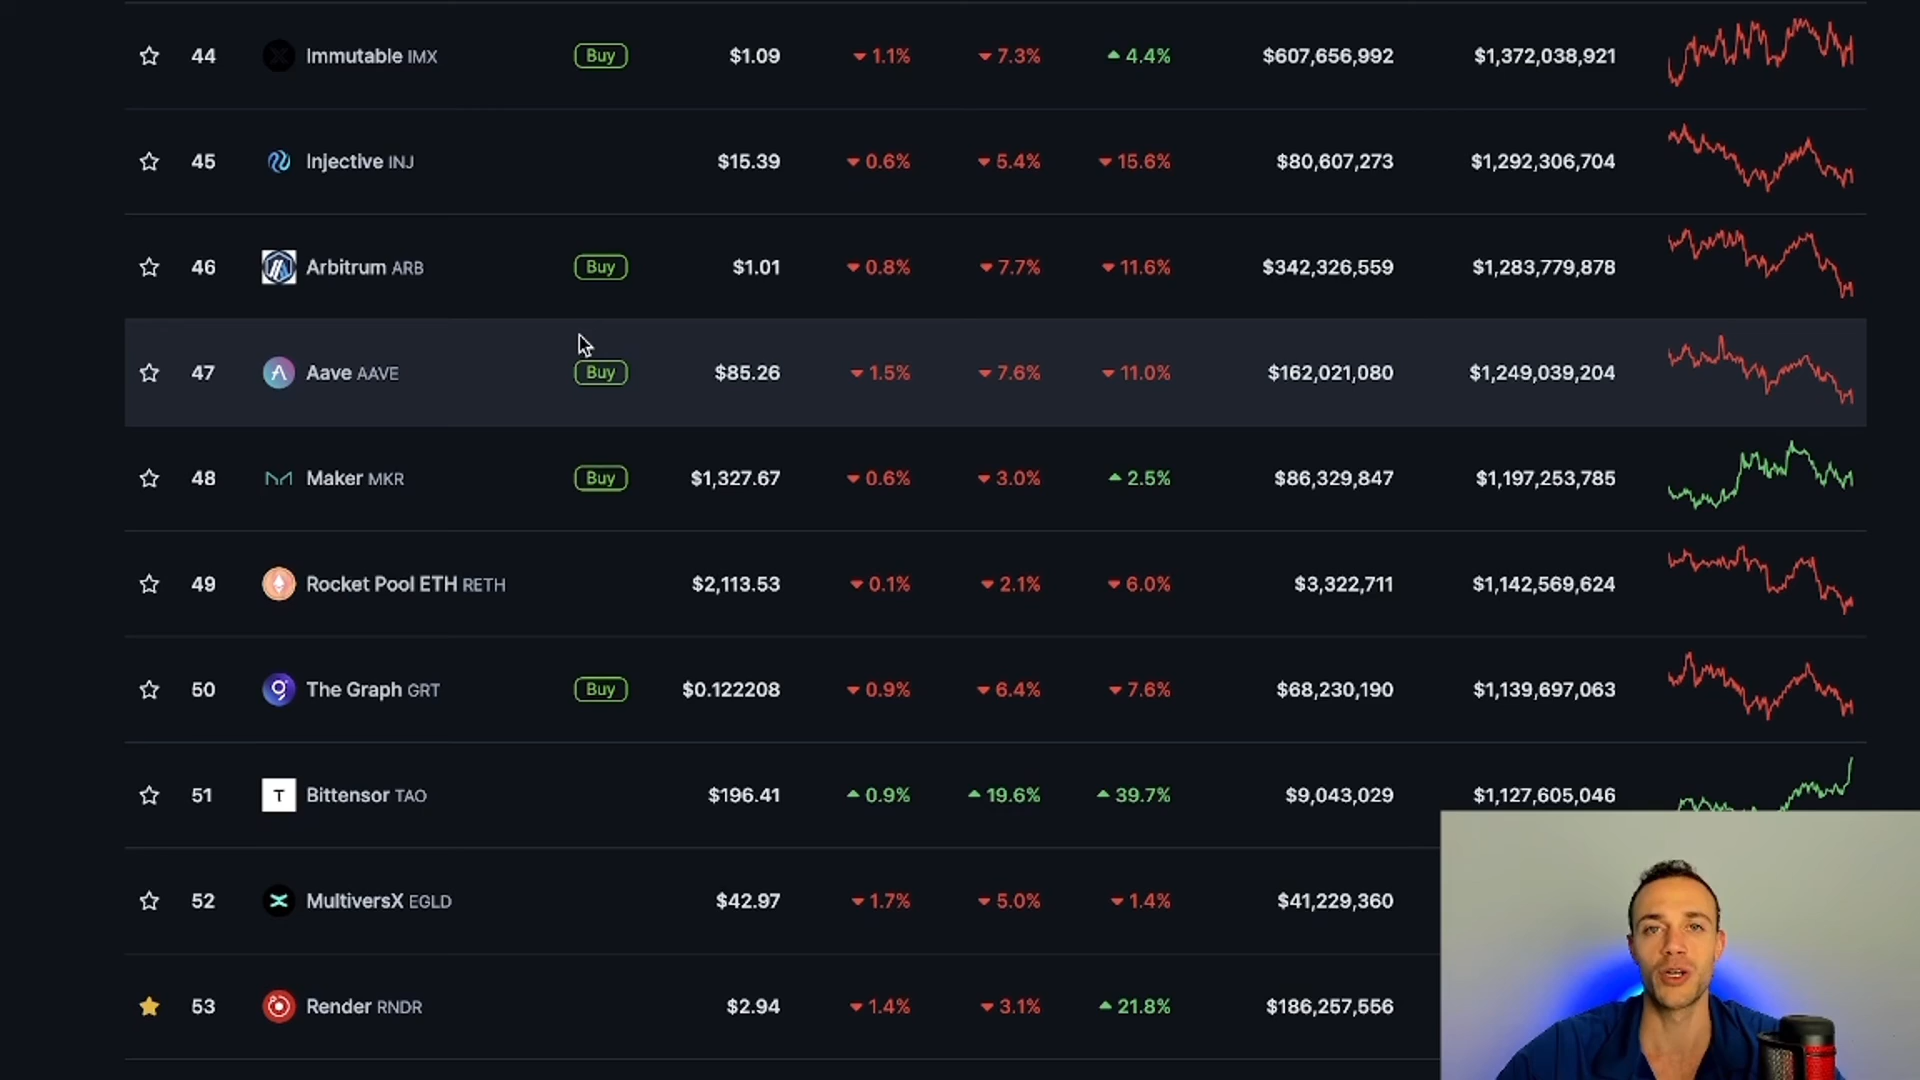 44 Immutable IMX Buy $1.09 1.1% 7.3% 4.4% $607,656,992 $1,372,038,921
45 Injective INJ $15.39 0.6% 5.4% 15.6% $80,607,273 $1,292,306,704
46 Arbitrum ARB Buy $1.01 0.8% 7.7% 11.6% $342,326,559 $1,283,779,878
47 Aave AAVE Buy $85.26 1.5% 7.6% 11.0% $162,021,080 $1,249,039,204
48 Maker MKR Buy $1,327.67 0.6% 3.0% 2.5% $86,329,847 $1,197,253,785
49 Rocket Pool ETH RETH $2,113.53 0.1% 2.1% 6.0% $3,322,711 $1,142,569,624
50 The Graph GRT Buy $0.122208 0.9% 6.4% 7.6% $68,230,190 $1,139,697,063
51 T Bittensor TAO $196.41 0.9% 19.6% 39.7% $9,043,029 $1,127,605,046
52 MultiversX EGLD $42.97 1.7% 5.0% 1.4% $41,229,360
53 Render RNDR $2.94 1.4% 3.1% 21.8% $186,257,556